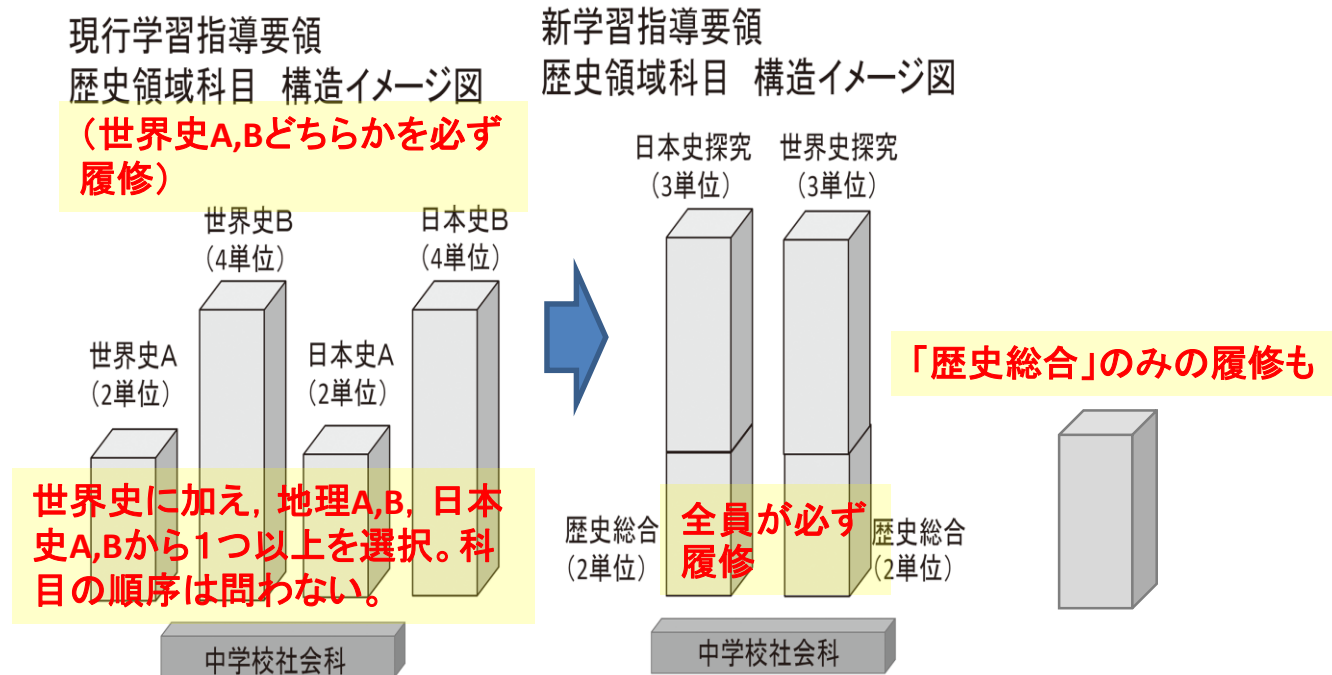 現行学習指導要領
歴史領域科目　構造イメージ図
（世界史A,Bどちらかを必ず
履修）
世界史B
（4単位）
日本史B
（4単位）
世界史A
（2単位）
日本史A
（2単位）
世界史に加え，地理A,B，日本
史A,Bから１つ以上を選択。科
目の順序は問わない。
中学校社会科
新学習指導要領
歴史領域科目　構造イメージ図
日本史探究
（3単位）
世界史探究
（3単位）
歴史総合
（2単位）
全員が必ず
履修
歴史総合
（2単位）
中学校社会科
「歴史総合」のみの履修も